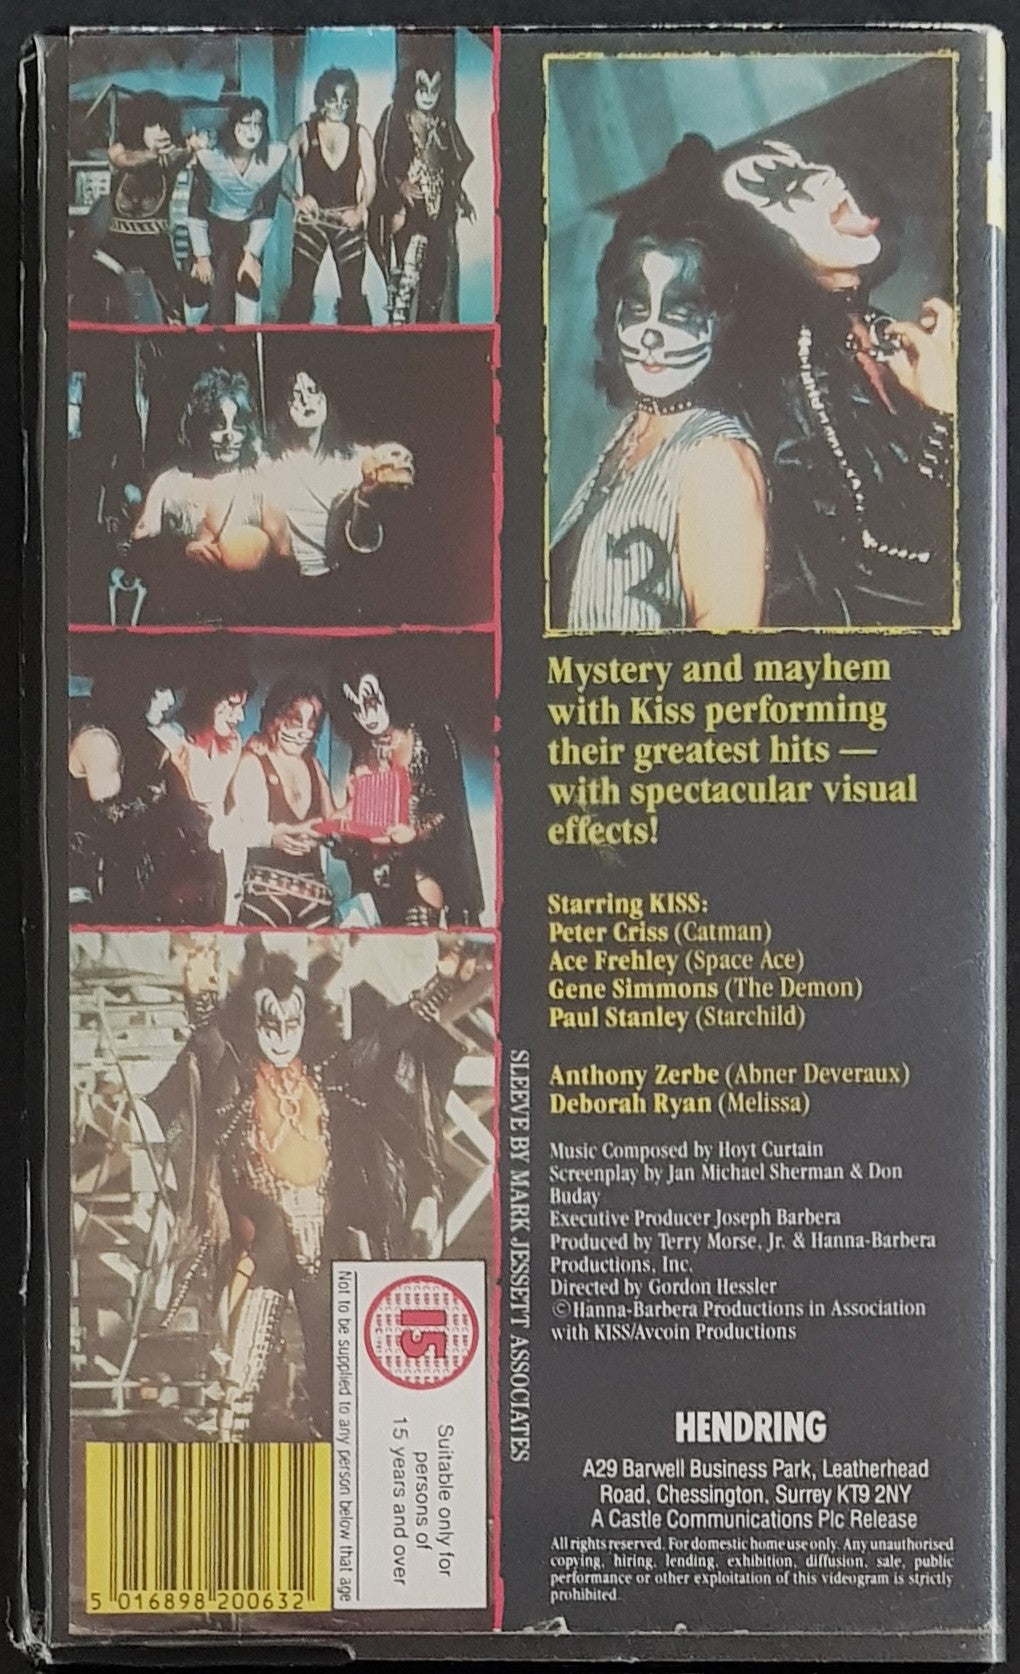 Mystery and mayhem
with Kiss performing
their greatest hits —
with spectacular visual
effects!
Starring KISS:
Peter Criss (Catman)
Ace Frehley (Space Ace)
Gene Simmons (The Demon)
Paul Stanley (Starchild)
Anthony Zerbe (Abner Deveraux)
Deborah Ryan (Melissa)
Music Composed by Hoyt Curtain
Screenplay by Jan Michael Sherman & Don
Buday
Executive Producer Joseph Barbera
Produced by Terry Morse, Jr. & Hanna-Barbera
Productions, Inc.
Directed by Gordon Hessler
©Hanna-Barbera Productions in Association
with KISS/Avcoin Productions
HENDRING
A29 Barwell Business Park, Leatherhead
Road, Chessington, Surrey KT9 2NY
A Castle Communications Plc Release
All rights reserved. For domestic home use only. Any unauthorised
copying, hiring, lending, exhibition, diffusion, sale, public
performance or other exploitation of this videogram is strictly
prohibited.
SLEEVE BY MARK JESSETT ASSOCIATES
15
Suitable only for
persons of
15 years and over
Not to be supplied to any person below that age
5 016898 200632